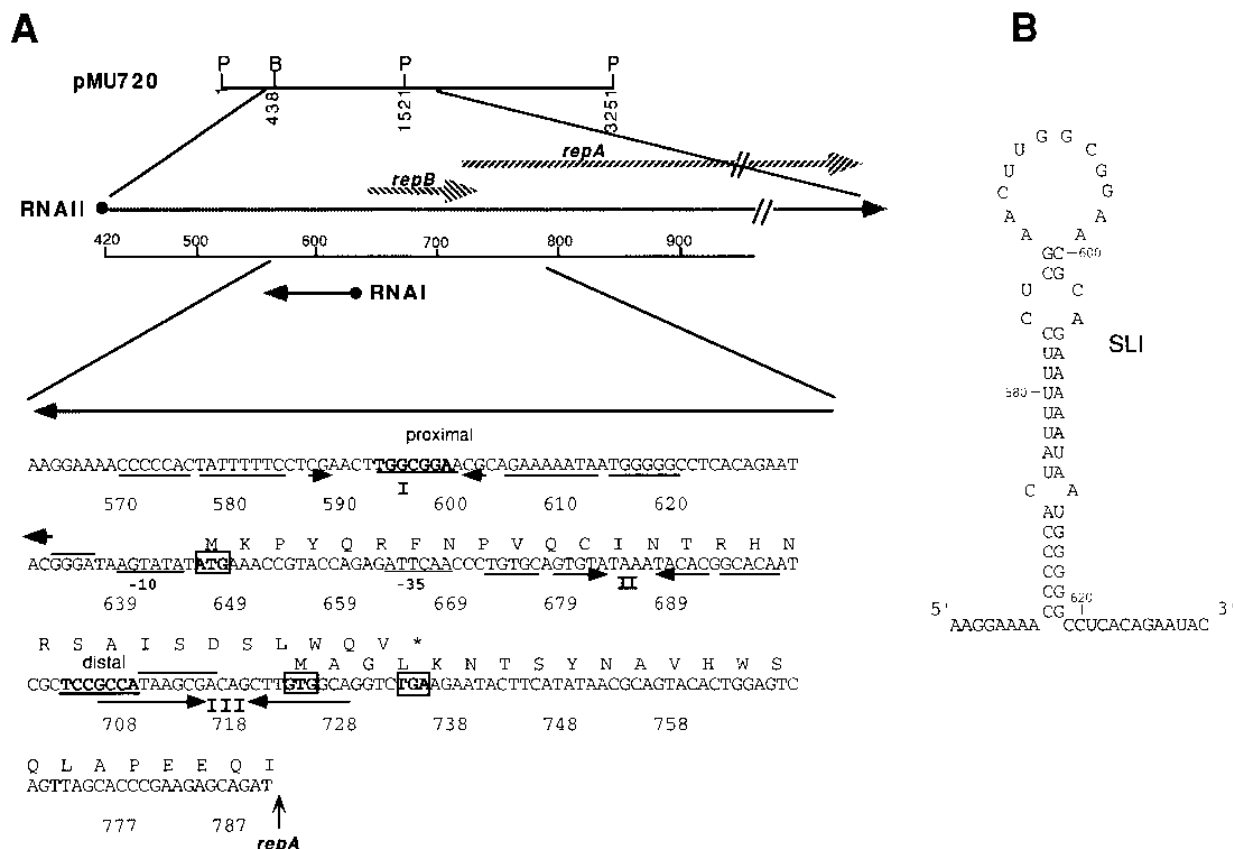 A
B
pMU720
P B P P
438 1521 3251
repA
repB
RNAII
420 500 600 700 800 900
RNAI
proximal
AAGGAAAACCCCCACTATTTTTCCTCGAACTTGGCGGAACGCAGAAAAATAATGGGGGCCTCACAGAAT
I
570 580 590 600 610 620
M K P Y Q R F N P V Q C I N T R H N
ACGGGATAAGTATATATGAAACCGTACCAGAGATTCAACCCTGTGCAGTGTATAAATACACGGCACAAT
-10 -35 II
639 649 659 669 679 689
R S A I S D S L W Q V *
distal M A G L K N T S Y N A V H W S
CGCTCCGCCATAAGCGACAGCTTGTGGCAGGTCTGAAGAATACTTCATATAACGCAGTACACTGGAGTC
III
708 718 728 738 748 758
Q L A P E E Q I
AGTTAGCACCCGAAGAGCAGAT
777 787
repA
G G
U C
U G
C G
A G
A A
GC 600
CG
U C
C A
CG
SLI
UA
UA
580 UA
UA
UA
AU
UA
C A
AU
CG
CG
CG
CG
CG 620
5' AAGGAAAA CCUCACAGAAUAC 3'